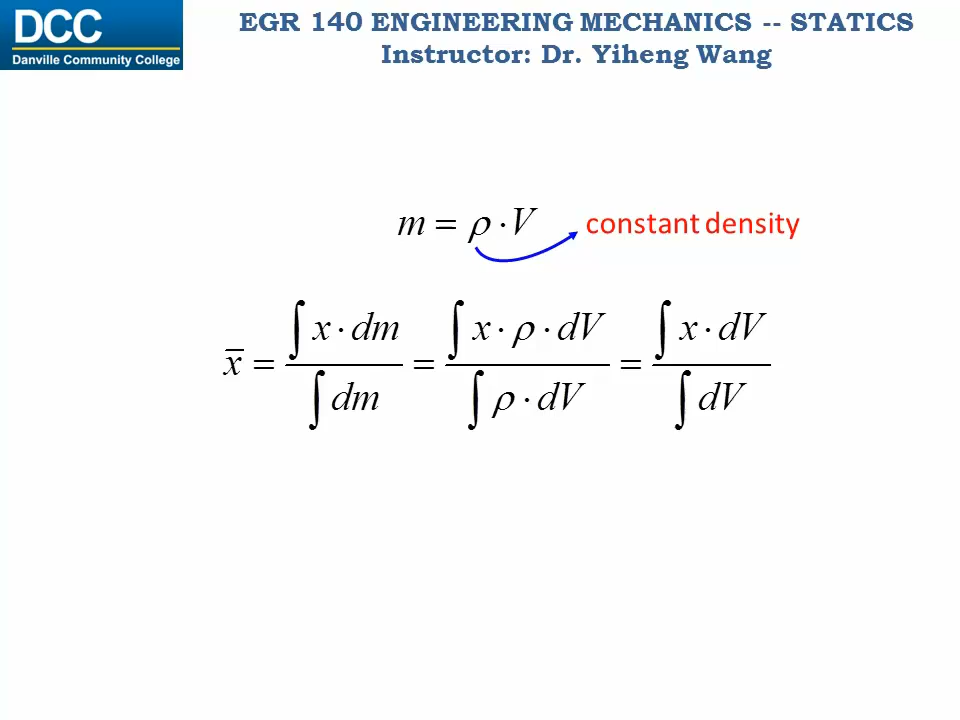 DCC
Danville Community College
EGR 140 ENGINEERING MECHANICS -- STATICS
Instructor: Dr. Yiheng Wang
m = ρ · V constant density
x̄ = ∫ x · dm / ∫ dm = ∫ x · ρ · dV / ∫ ρ · dV = ∫ x · dV / ∫ dV